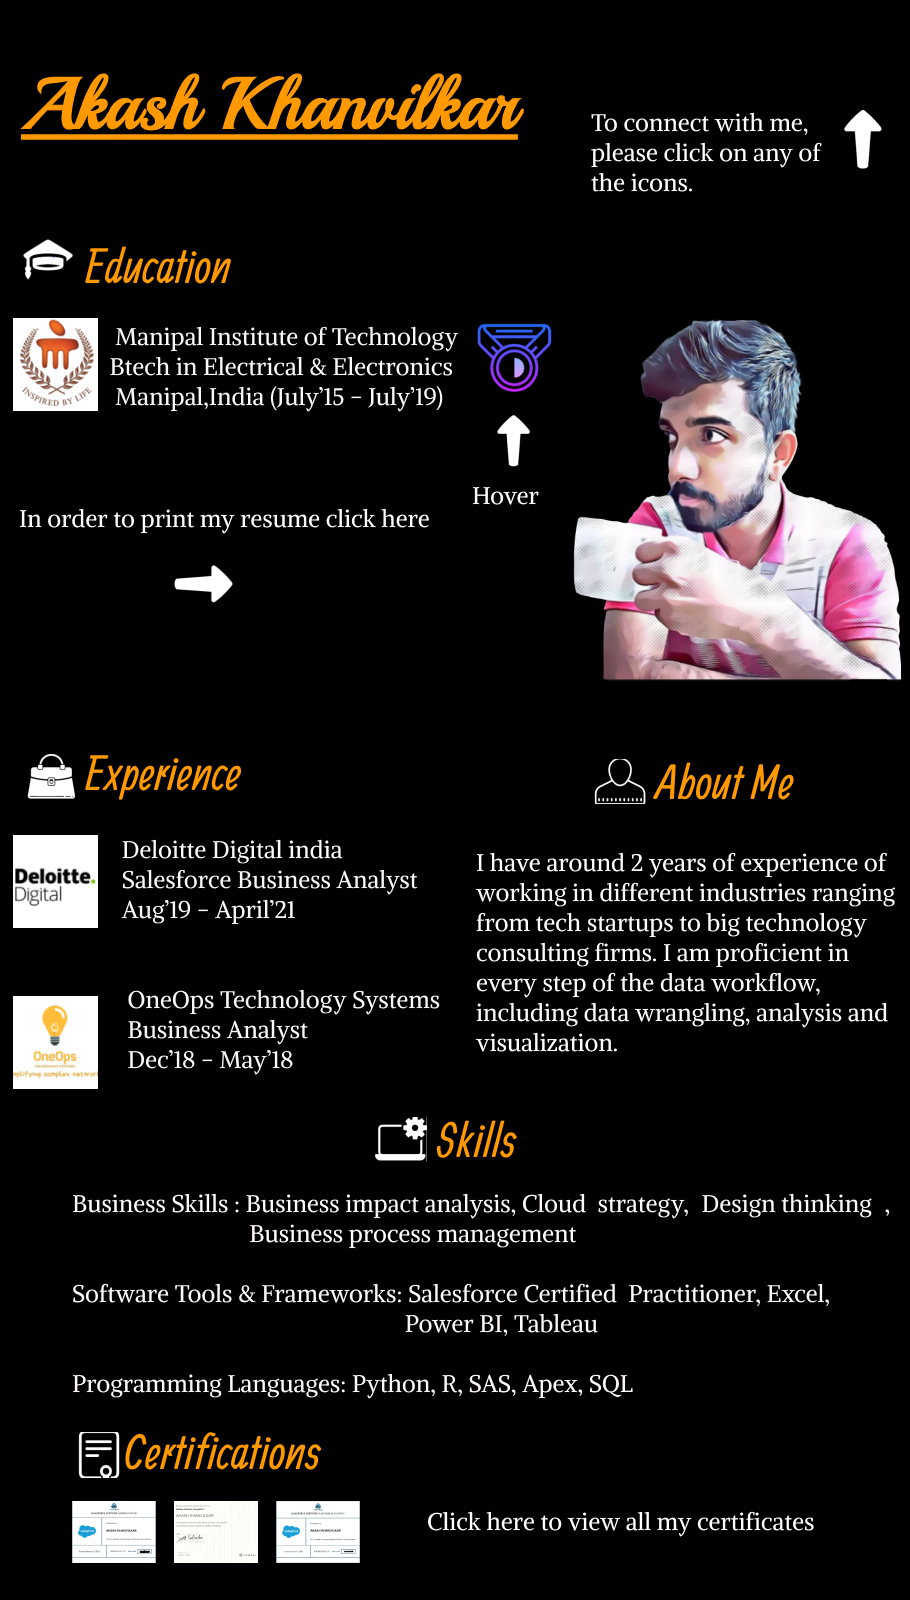 Akash Khanvilkar
To connect with me,
please click on any of
the icons.
Education
INSPIRED BY LIFE
Manipal Institute of Technology
Btech in Electrical & Electronics
Manipal,India (July’15 – July’19)
Hover
In order to print my resume click here
Experience
Deloitte.
Digital
Deloitte Digital india
Salesforce Business Analyst
Aug’19 – April’21
OneOps
OneOps Technology Systems
Business Analyst
Dec’18 – May’18
About Me
I have around 2 years of experience of
working in different industries ranging
from tech startups to big technology
consulting firms. I am proficient in
every step of the data workflow,
including data wrangling, analysis and
visualization.
Skills
Business Skills : Business impact analysis, Cloud strategy, Design thinking ,
Business process management
Software Tools & Frameworks: Salesforce Certified Practitioner, Excel,
Power BI, Tableau
Programming Languages: Python, R, SAS, Apex, SQL
Certifications
AKASH KHANVILKAR
AKASH KHANVILKAR
AKASH KHANVILKAR
Click here to view all my certificates